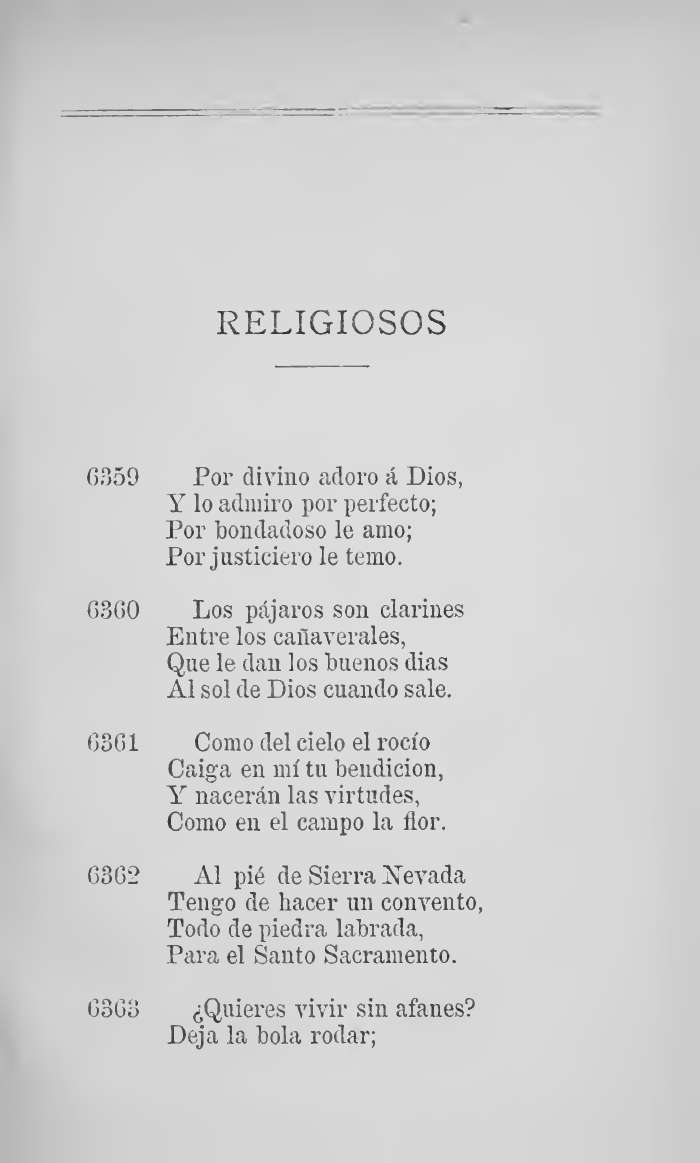 RELIGIOSOS
6359 Por divino adoro á Dios,
Y lo admiro por perfecto;
Por bondadoso le amo;
Por justiciero le temo.
6360 Los pájaros son clarines
Entre los cañaverales,
Que le dan los buenos dias
Al sol de Dios cuando sale.
6361 Como del cielo el rocío
Caiga en mí tu bendicion,
Y nacerán las virtudes,
Como en el campo la flor.
6362 Al pié de Sierra Nevada
Tengo de hacer un convento,
Todo de piedra labrada,
Para el Santo Sacramento.
6363 ¿Quieres vivir sin afanes?
Deja la bola rodar;